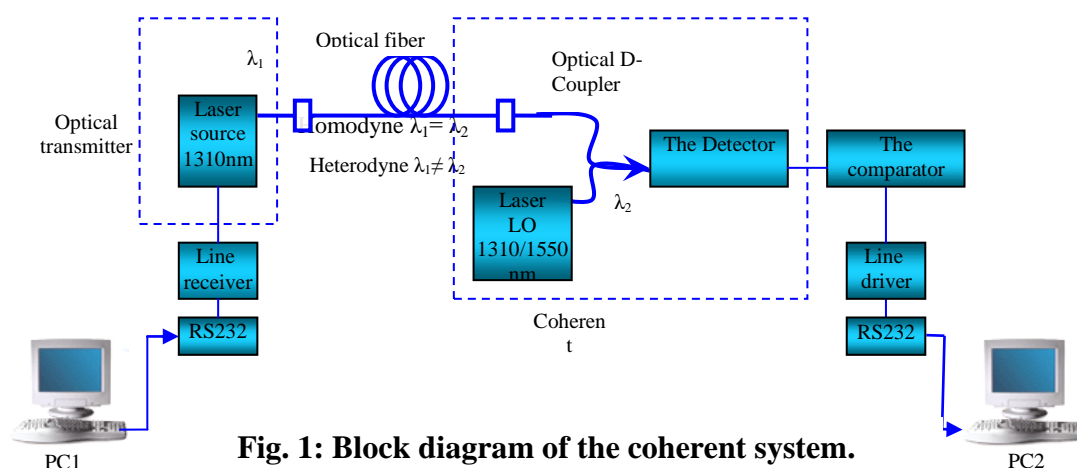 Optical fiber
λ1
Optical D-
Coupler
Laser
source
1310nm
Optical
transmitter
Homodyne λ1= λ2
Heterodyne λ1≠ λ2
The Detector
The
comparator
λ2
Laser
LO
1310/1550
nm
Line
receiver
Line
driver
RS232
RS232
Coheren
t
PC1
Fig. 1: Block diagram of the coherent system.
PC2